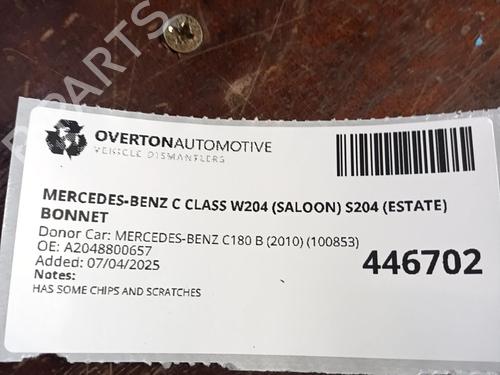 B PARTS
OVERTONAUTOMOTIVE
VEHICLE DISMANTLERS
MERCEDES-BENZ C CLASS W204 (SALOON) S204 (ESTATE)
BONNET
Donor Car: MERCEDES-BENZ C180 B (2010) (100853)
OE: A2048800657
Added: 07/04/2025
446702
Notes:
HAS SOME CHIPS AND SCRATCHES